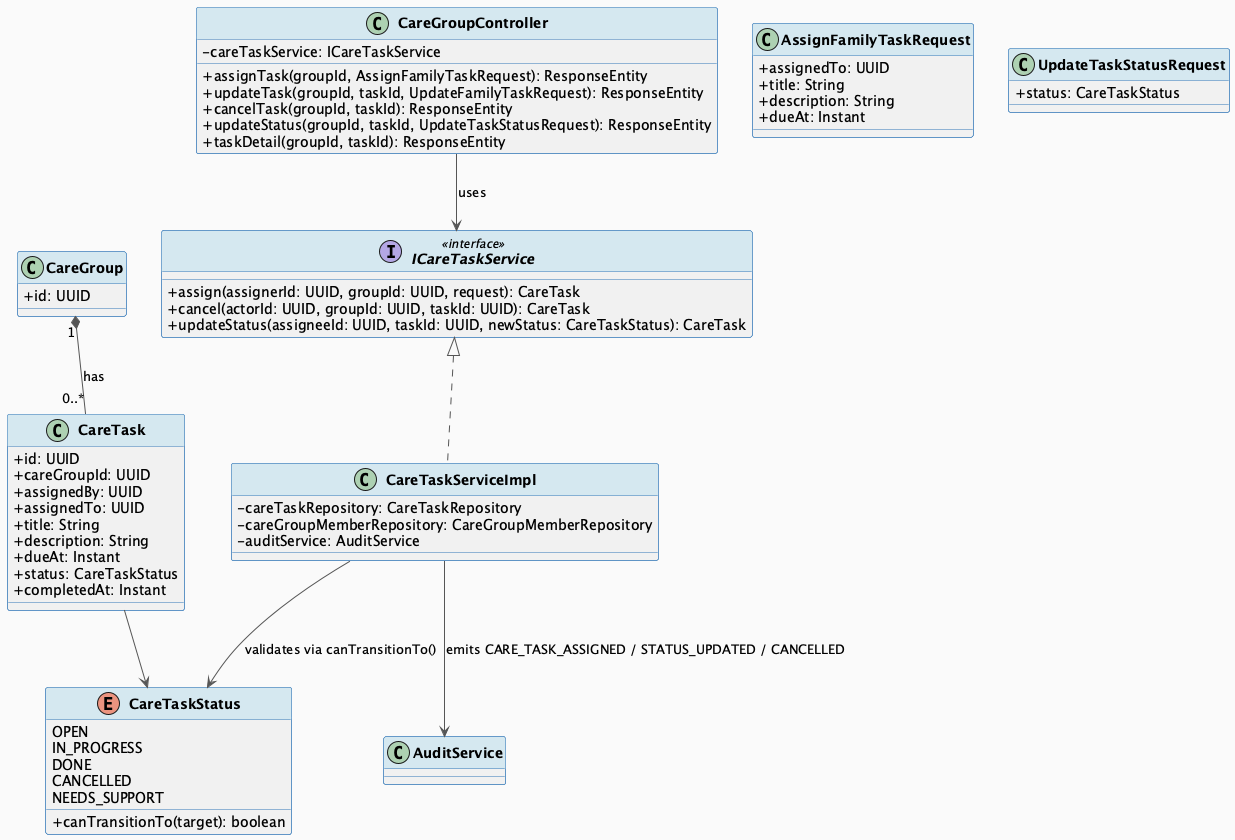 C CareGroupController
-careTaskService: ICareTaskService
+assignTask(groupId, AssignFamilyTaskRequest): ResponseEntity
+updateTask(groupId, taskId, UpdateFamilyTaskRequest): ResponseEntity
+cancelTask(groupId, taskId): ResponseEntity
+updateStatus(groupId, taskId, UpdateTaskStatusRequest): ResponseEntity
+taskDetail(groupId, taskId): ResponseEntity
C AssignFamilyTaskRequest
+assignedTo: UUID
+title: String
+description: String
+dueAt: Instant
C UpdateTaskStatusRequest
+status: CareTaskStatus
uses
C CareGroup
+id: UUID
I «interface»
ICareTaskService
+assign(assignerId: UUID, groupId: UUID, request): CareTask
+cancel(actorId: UUID, groupId: UUID, taskId: UUID): CareTask
+updateStatus(assigneeId: UUID, taskId: UUID, newStatus: CareTaskStatus): CareTask
1
has
0..*
C CareTask
+id: UUID
+careGroupId: UUID
+assignedBy: UUID
+assignedTo: UUID
+title: String
+description: String
+dueAt: Instant
+status: CareTaskStatus
+completedAt: Instant
C CareTaskServiceImpl
-careTaskRepository: CareTaskRepository
-careGroupMemberRepository: CareGroupMemberRepository
-auditService: AuditService
validates via canTransitionTo()
emits CARE_TASK_ASSIGNED / STATUS_UPDATED / CANCELLED
E CareTaskStatus
OPEN
IN_PROGRESS
DONE
CANCELLED
NEEDS_SUPPORT
+canTransitionTo(target): boolean
C AuditService